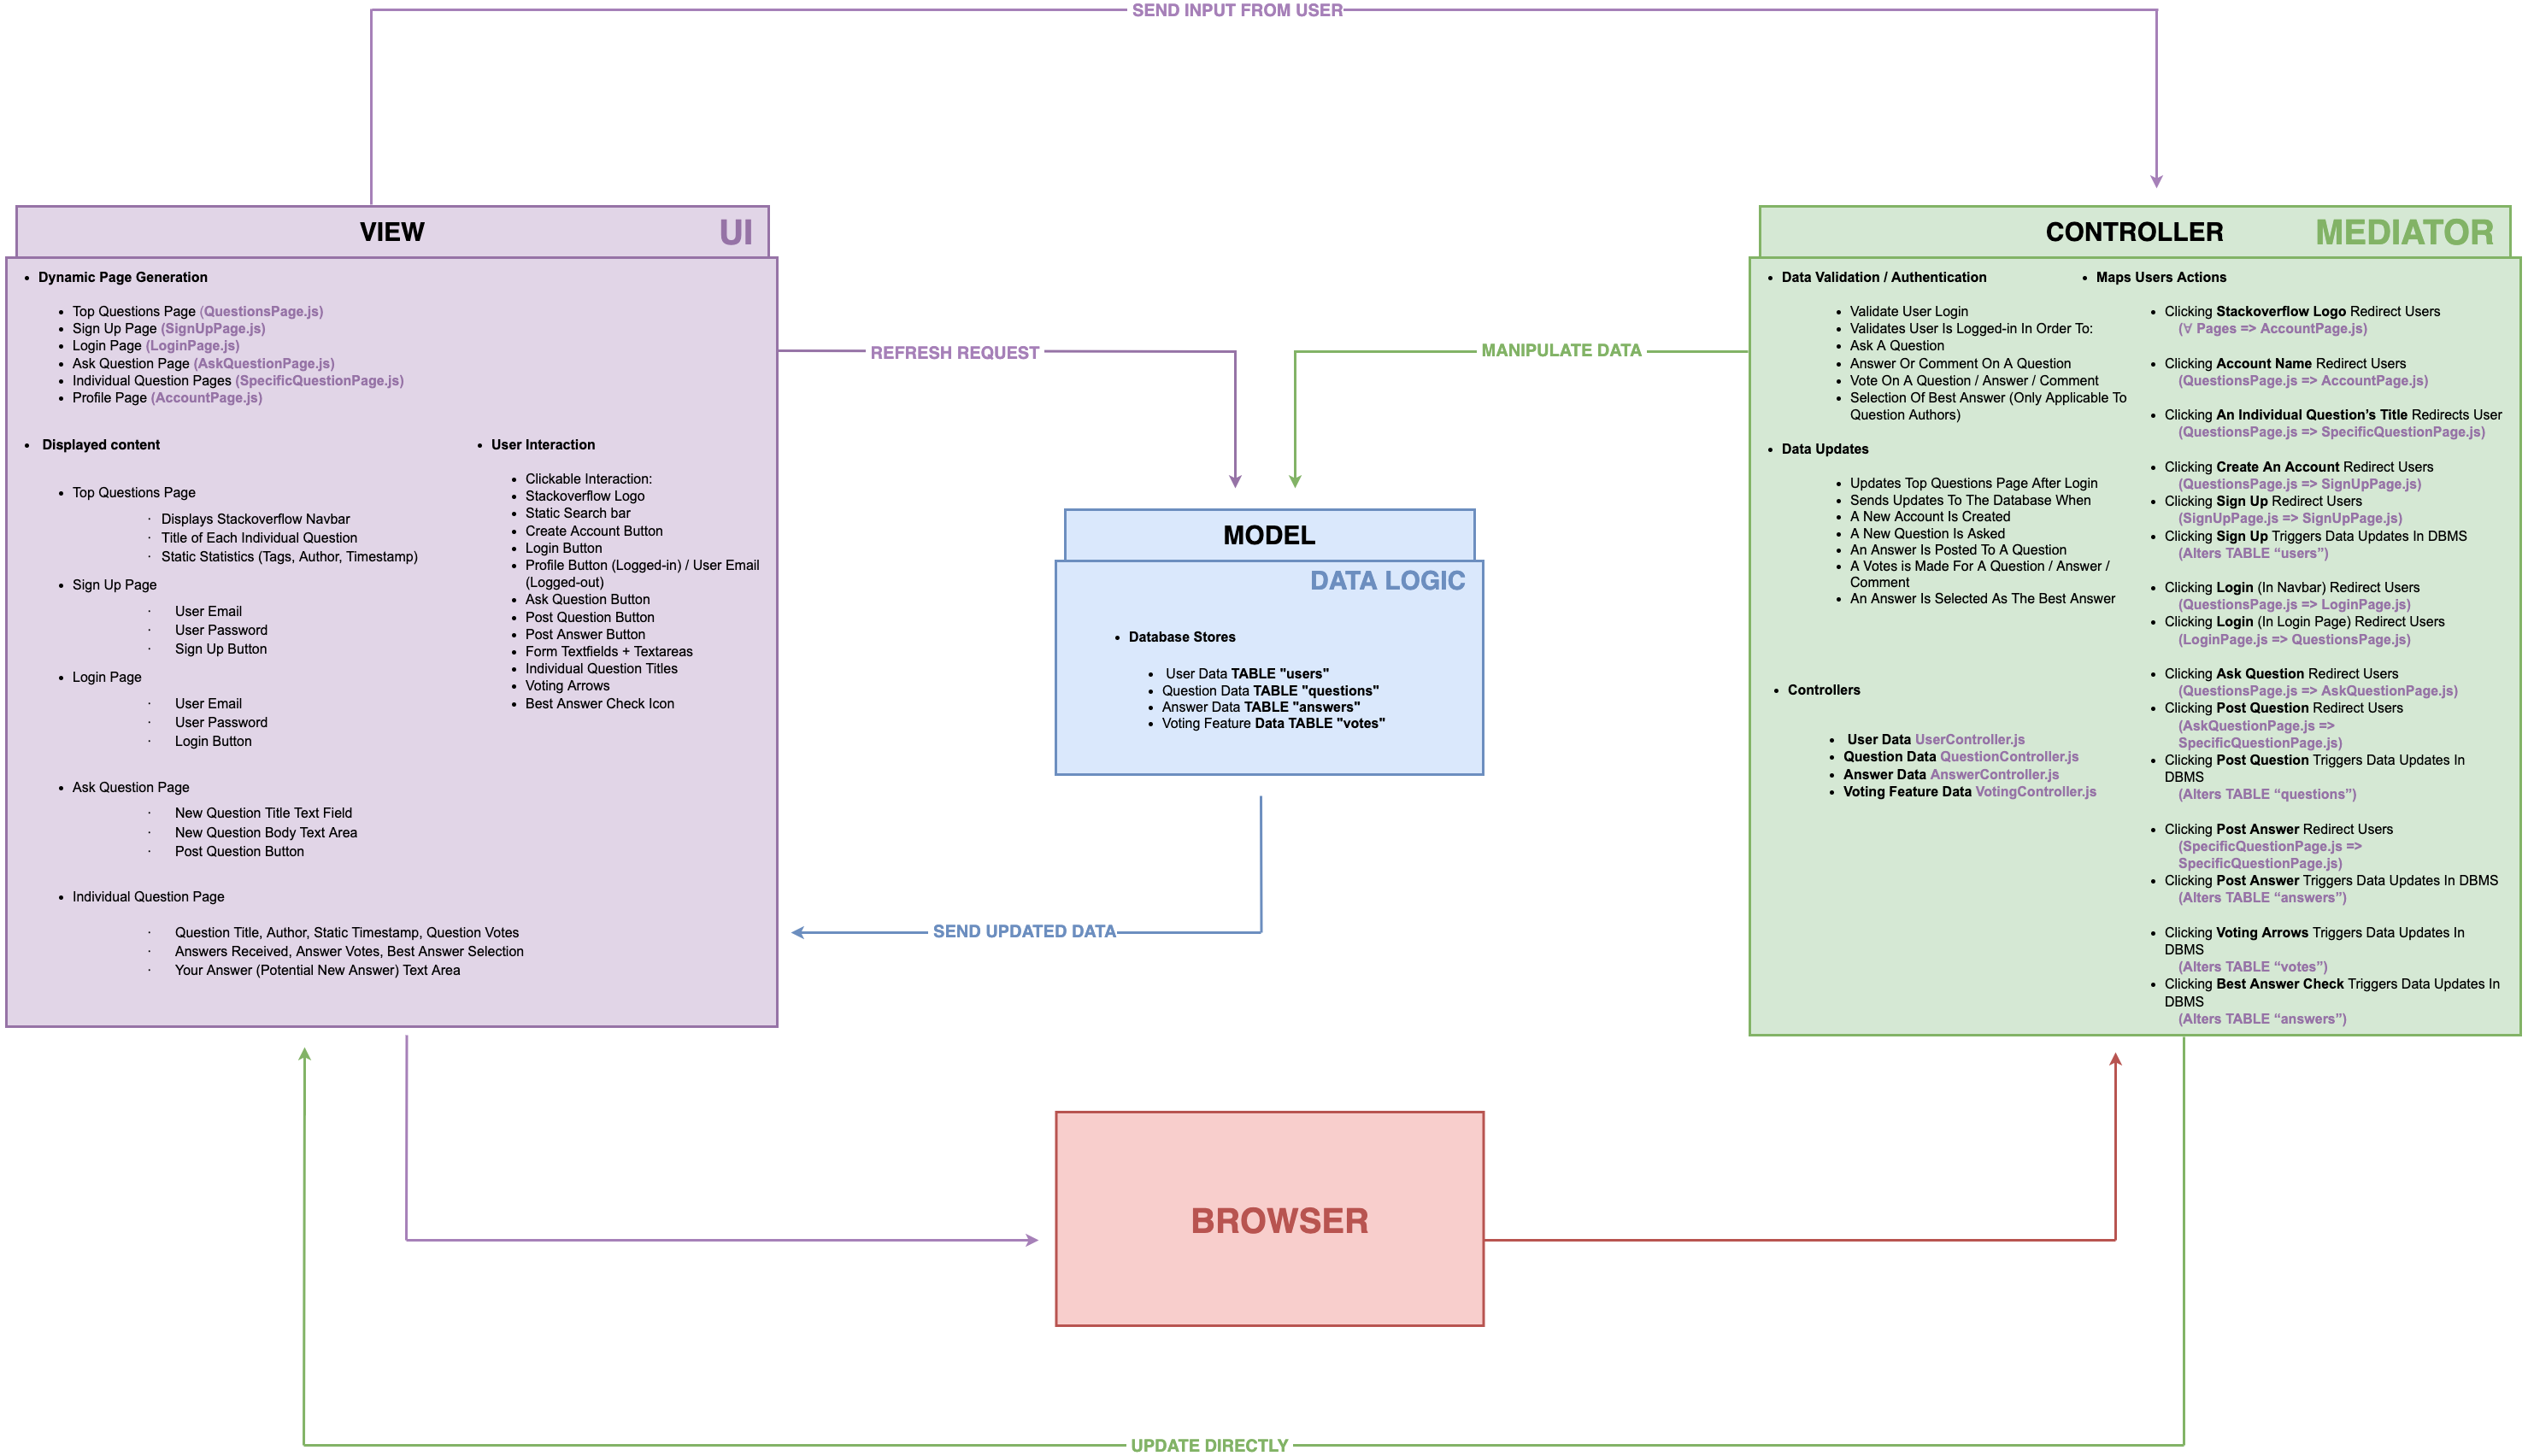 SEND INPUT FROM USER
VIEW
UI
Dynamic Page Generation
Top Questions Page (QuestionsPage.js)
Sign Up Page (SignUpPage.js)
Login Page (LoginPage.js)
Ask Question Page (AskQuestionPage.js)
Individual Question Pages (SpecificQuestionPage.js)
Profile Page (AccountPage.js)
Displayed content
Top Questions Page
Displays Stackoverflow Navbar
Title of Each Individual Question
Static Statistics (Tags, Author, Timestamp)
Sign Up Page
User Email
User Password
Sign Up Button
Login Page
User Email
User Password
Login Button
Ask Question Page
New Question Title Text Field
New Question Body Text Area
Post Question Button
Individual Question Page
Question Title, Author, Static Timestamp, Question Votes
Answers Received, Answer Votes, Best Answer Selection
Your Answer (Potential New Answer) Text Area
User Interaction
Clickable Interaction:
Stackoverflow Logo
Static Search bar
Create Account Button
Login Button
Profile Button (Logged-in) / User Email
(Logged-out)
Ask Question Button
Post Question Button
Post Answer Button
Form Textfields + Textareas
Individual Question Titles
Voting Arrows
Best Answer Check Icon
REFRESH REQUEST
MANIPULATE DATA
MODEL
DATA LOGIC
Database Stores
User Data TABLE "users"
Question Data TABLE "questions"
Answer Data TABLE "answers"
Voting Feature Data TABLE "votes"
SEND UPDATED DATA
CONTROLLER
MEDIATOR
Data Validation / Authentication
Validate User Login
Validates User Is Logged-in In Order To:
Ask A Question
Answer Or Comment On A Question
Vote On A Question / Answer / Comment
Selection Of Best Answer (Only Applicable To
Question Authors)
Data Updates
Updates Top Questions Page After Login
Sends Updates To The Database When
A New Account Is Created
A New Question Is Asked
An Answer Is Posted To A Question
A Votes is Made For A Question / Answer /
Comment
An Answer Is Selected As The Best Answer
Controllers
User Data UserController.js
Question Data QuestionController.js
Answer Data AnswerController.js
Voting Feature Data VotingController.js
Maps Users Actions
Clicking Stackoverflow Logo Redirect Users
(∀ Pages => AccountPage.js)
Clicking Account Name Redirect Users
(QuestionsPage.js => AccountPage.js)
Clicking An Individual Question’s Title Redirects User
(QuestionsPage.js => SpecificQuestionPage.js)
Clicking Create An Account Redirect Users
(QuestionsPage.js => SignUpPage.js)
Clicking Sign Up Redirect Users
(SignUpPage.js => SignUpPage.js)
Clicking Sign Up Triggers Data Updates In DBMS
(Alters TABLE “users”)
Clicking Login (In Navbar) Redirect Users
(QuestionsPage.js => LoginPage.js)
Clicking Login (In Login Page) Redirect Users
(LoginPage.js => QuestionsPage.js)
Clicking Ask Question Redirect Users
(QuestionsPage.js => AskQuestionPage.js)
Clicking Post Question Redirect Users
(AskQuestionPage.js =>
SpecificQuestionPage.js)
Clicking Post Question Triggers Data Updates In
DBMS
(Alters TABLE “questions”)
Clicking Post Answer Redirect Users
(SpecificQuestionPage.js =>
SpecificQuestionPage.js)
Clicking Post Answer Triggers Data Updates In DBMS
(Alters TABLE “answers”)
Clicking Voting Arrows Triggers Data Updates In
DBMS
(Alters TABLE “votes”)
Clicking Best Answer Check Triggers Data Updates In
DBMS
(Alters TABLE “answers”)
BROWSER
UPDATE DIRECTLY